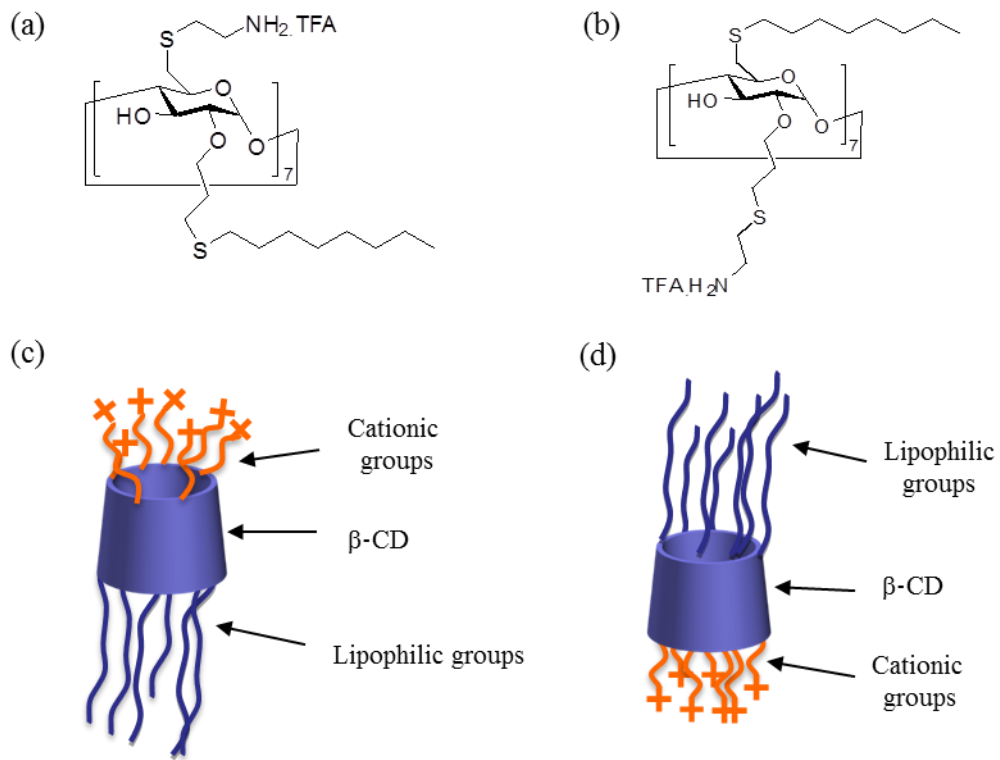 (a)
NH2.TFA
S
O
HO
O
O
7
S
(b)
S
O
HO
O
O
7
S
TFA.H2N
(c)
Cationic
groups
β-CD
Lipophilic groups
(d)
Lipophilic
groups
β-CD
Cationic
groups